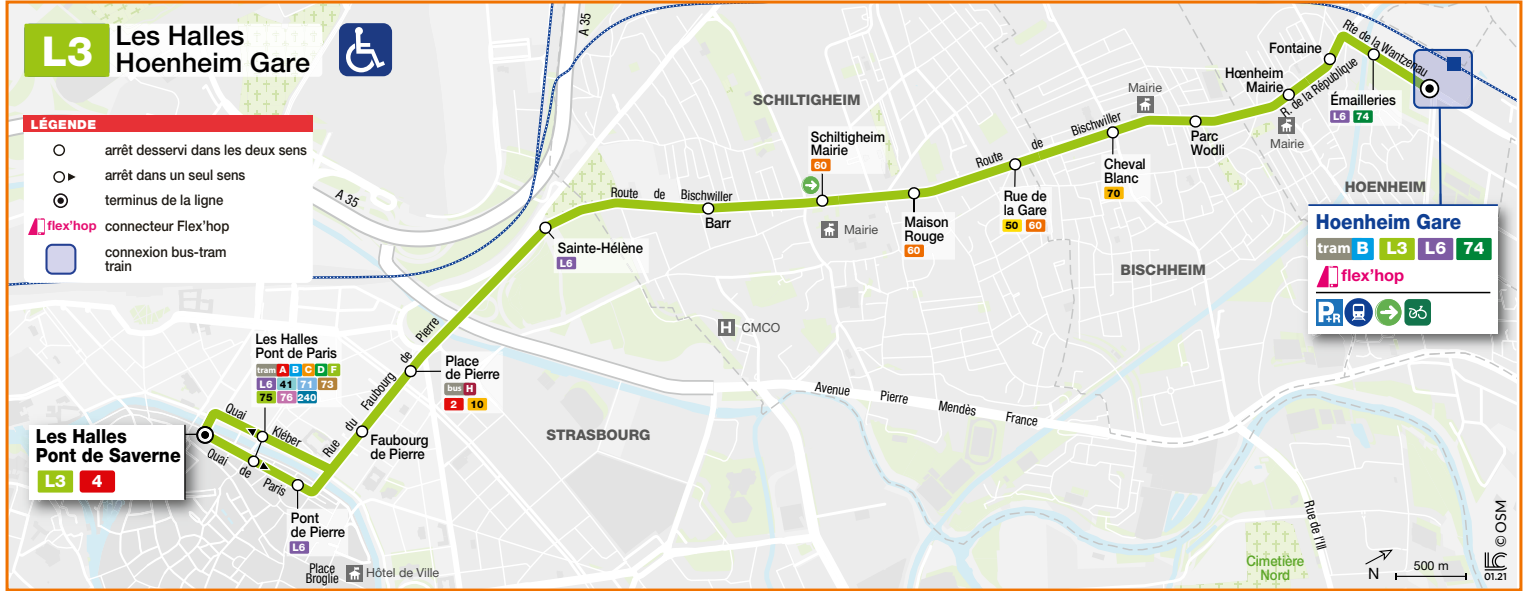 L3
Les Halles
Hoenheim Gare
LÉGENDE
arrêt desservi dans les deux sens
arrêt dans un seul sens
terminus de la ligne
flex'hop connecteur Flex'hop
connexion bus-tram
train
A 35
A 35
SCHILTIGHEIM
Schiltigheim
Mairie
60
Mairie
Route de Bischwiller
Barr
Sainte-Hélène
L6
Maison
Rouge
60
Route de Bischwiller
Rue de
la Gare
50 60
Cheval
Blanc
70
Mairie
Parc
Wodli
Hœnheim
Mairie
Mairie
R. de la République
Fontaine
Rte de la Wantzenau
Émailleries
L6 74
HOENHEIM
Hoenheim Gare
tram B L3 L6 74
flex'hop
P+R
BISCHHEIM
H CMCO
Les Halles
Pont de Paris
tram A B C D F
L6 41 71 73
75 76 240
Place
de Pierre
bus H
2 10
Rue du Faubourg de Pierre
Faubourg
de Pierre
Quai Kléber
Quai de Paris
Les Halles
Pont de Saverne
L3 4
Pont
de Pierre
L6
Place
Broglie
Hôtel de Ville
STRASBOURG
Avenue Pierre Mendès France
Rue de l'Ill
Cimetière
Nord
N
500 m
© OSM
LC
01.21